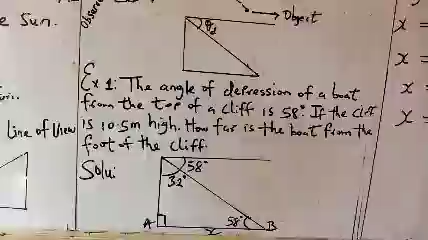 e Sun.
Observe
Object
θd
Ex 1: The angle of depression of a boat
from the top of a cliff is 58°. If the cliff
is 10.5m high. How far is the boat from the
foot of the cliff.
Line of View
Solu:
58°
32°
A
58°
B
x
x =
x =
x =
x =